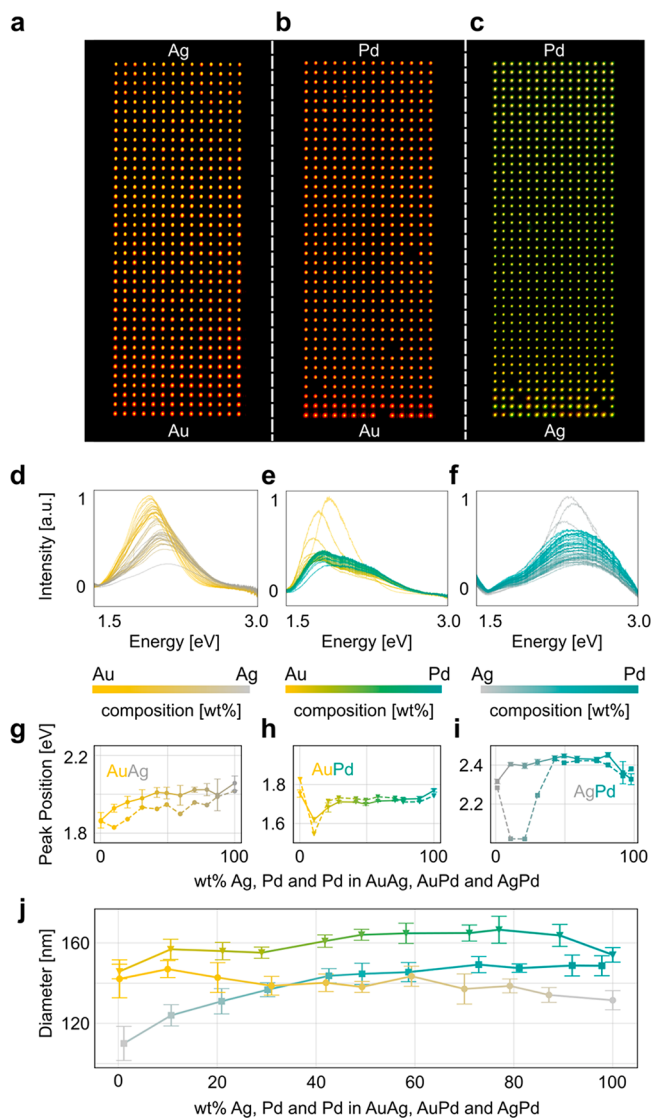 a
b
c
Ag
Pd
Pd
Au
Au
Ag
d
e
f
Intensity [a.u.]
1
0
1
0
1
0
1.5 3.0
1.5 3.0
1.5 3.0
Energy [eV]
Energy [eV]
Energy [eV]
Au Ag
Au Pd
Ag Pd
composition [wt%]
composition [wt%]
composition [wt%]
g
h
i
Peak Position [eV]
2.2
2.0
1.8
AuAg
0 100
1.8
1.6
AuPd
0 100
2.4
2.2
AgPd
0 100
wt% Ag, Pd and Pd in AuAg, AuPd and AgPd
j
Diameter [nm]
160
120
0 20 40 60 80 100
wt% Ag, Pd and Pd in AuAg, AuPd and AgPd